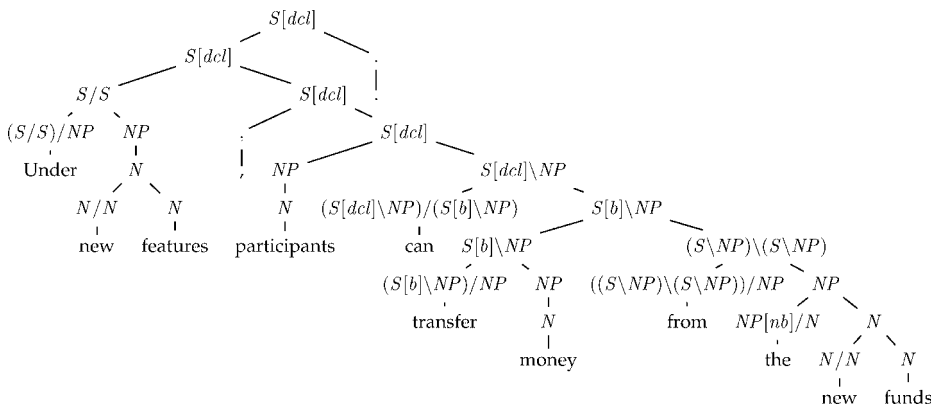 S[dcl]
S[dcl] .
S/S S[dcl] .
(S/S)/NP NP , S[dcl]
Under N , NP S[dcl]\NP
N/N N N (S[dcl]\NP)/(S[b]\NP) S[b]\NP
new features participants can S[b]\NP (S\NP)\(S\NP)
(S[b]\NP)/NP NP ((S\NP)\(S\NP))/NP NP
transfer N from NP[nb]/N N
money the N/N N
new funds